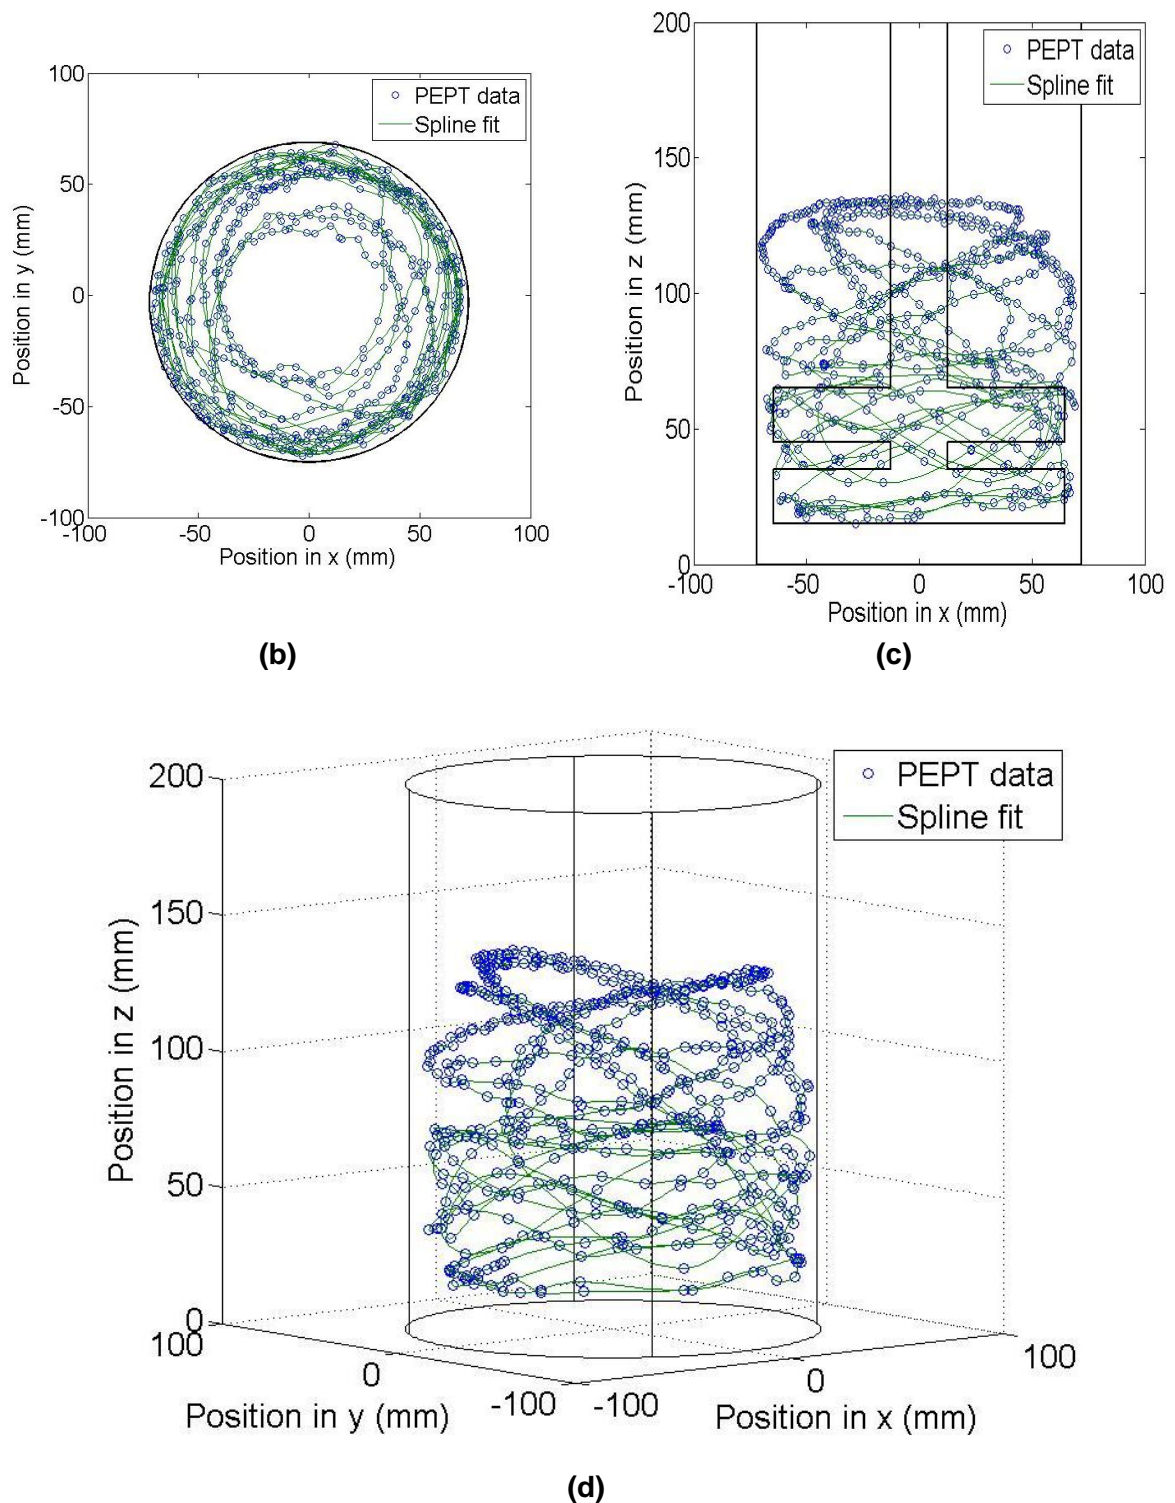 100
50
0
-50
-100
-100
-50
0
50
100
Position in y (mm)
Position in x (mm)
PEPT data
Spline fit
(b)
200
150
100
50
0
-100
-50
0
50
100
Position in z (mm)
Position in x (mm)
PEPT data
Spline fit
(c)
200
150
100
50
0
100
0
-100
-100
0
100
Position in z (mm)
Position in y (mm)
Position in x (mm)
PEPT data
Spline fit
(d)